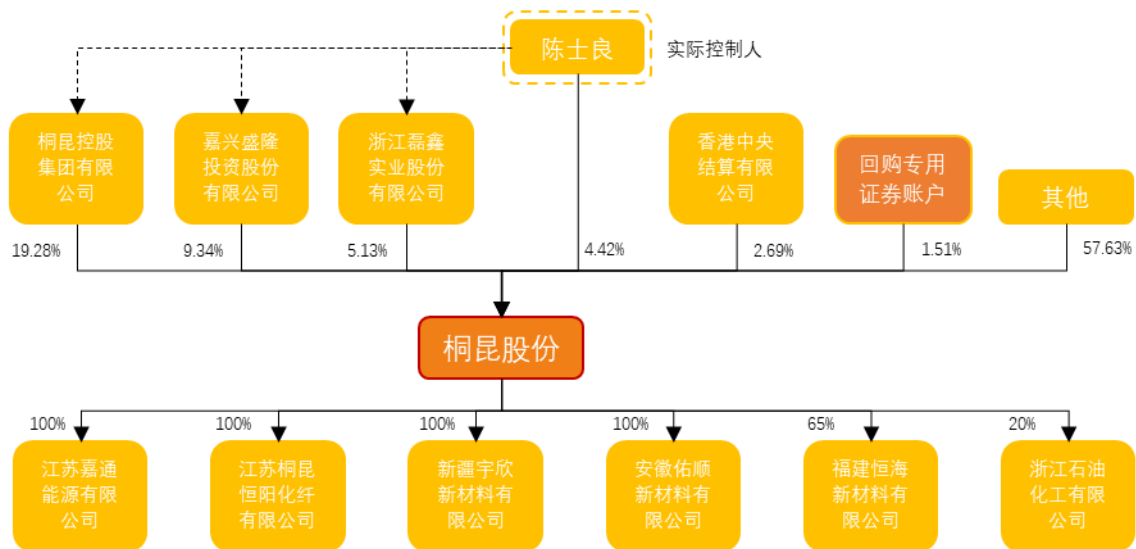 陈士良
实际控制人
桐昆控股
集团有限
公司
嘉兴盛隆
投资股份
有限公司
浙江磊鑫
实业股份
有限公司
香港中央
结算有限
公司
回购专用
证券账户
其他
19.28%
9.34%
5.13%
4.42%
2.69%
1.51%
57.63%
桐昆股份
100%
100%
100%
100%
65%
20%
江苏嘉通
能源有限
公司
江苏桐昆
恒阳化纤
有限公司
新疆宇欣
新材料有
限公司
安徽佑顺
新材料有
限公司
福建恒海
新材料有
限公司
浙江石油
化工有限
公司